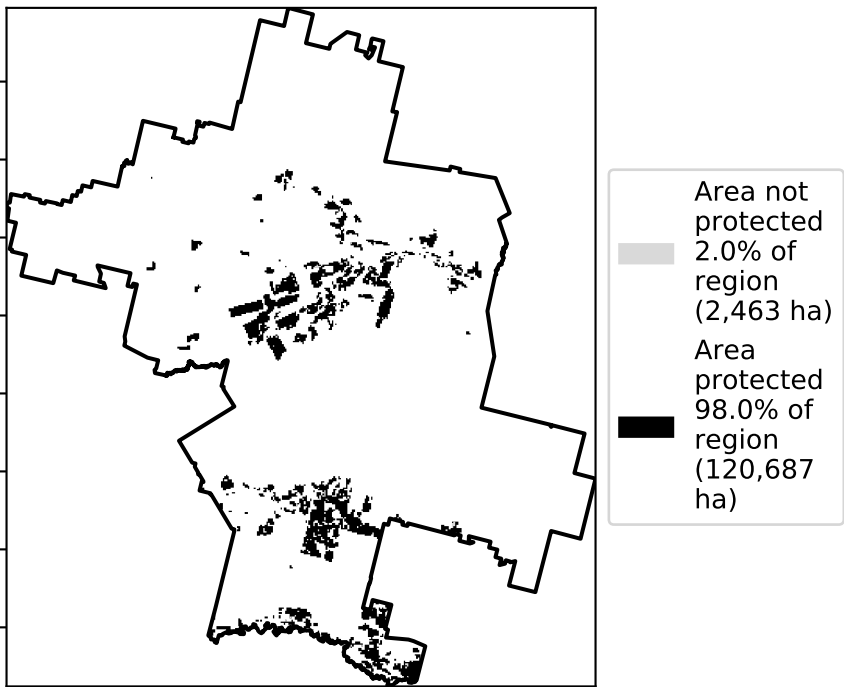 Area not
protected
2.0% of
region
(2,463 ha)
Area
protected
98.0% of
region
(120,687
ha)